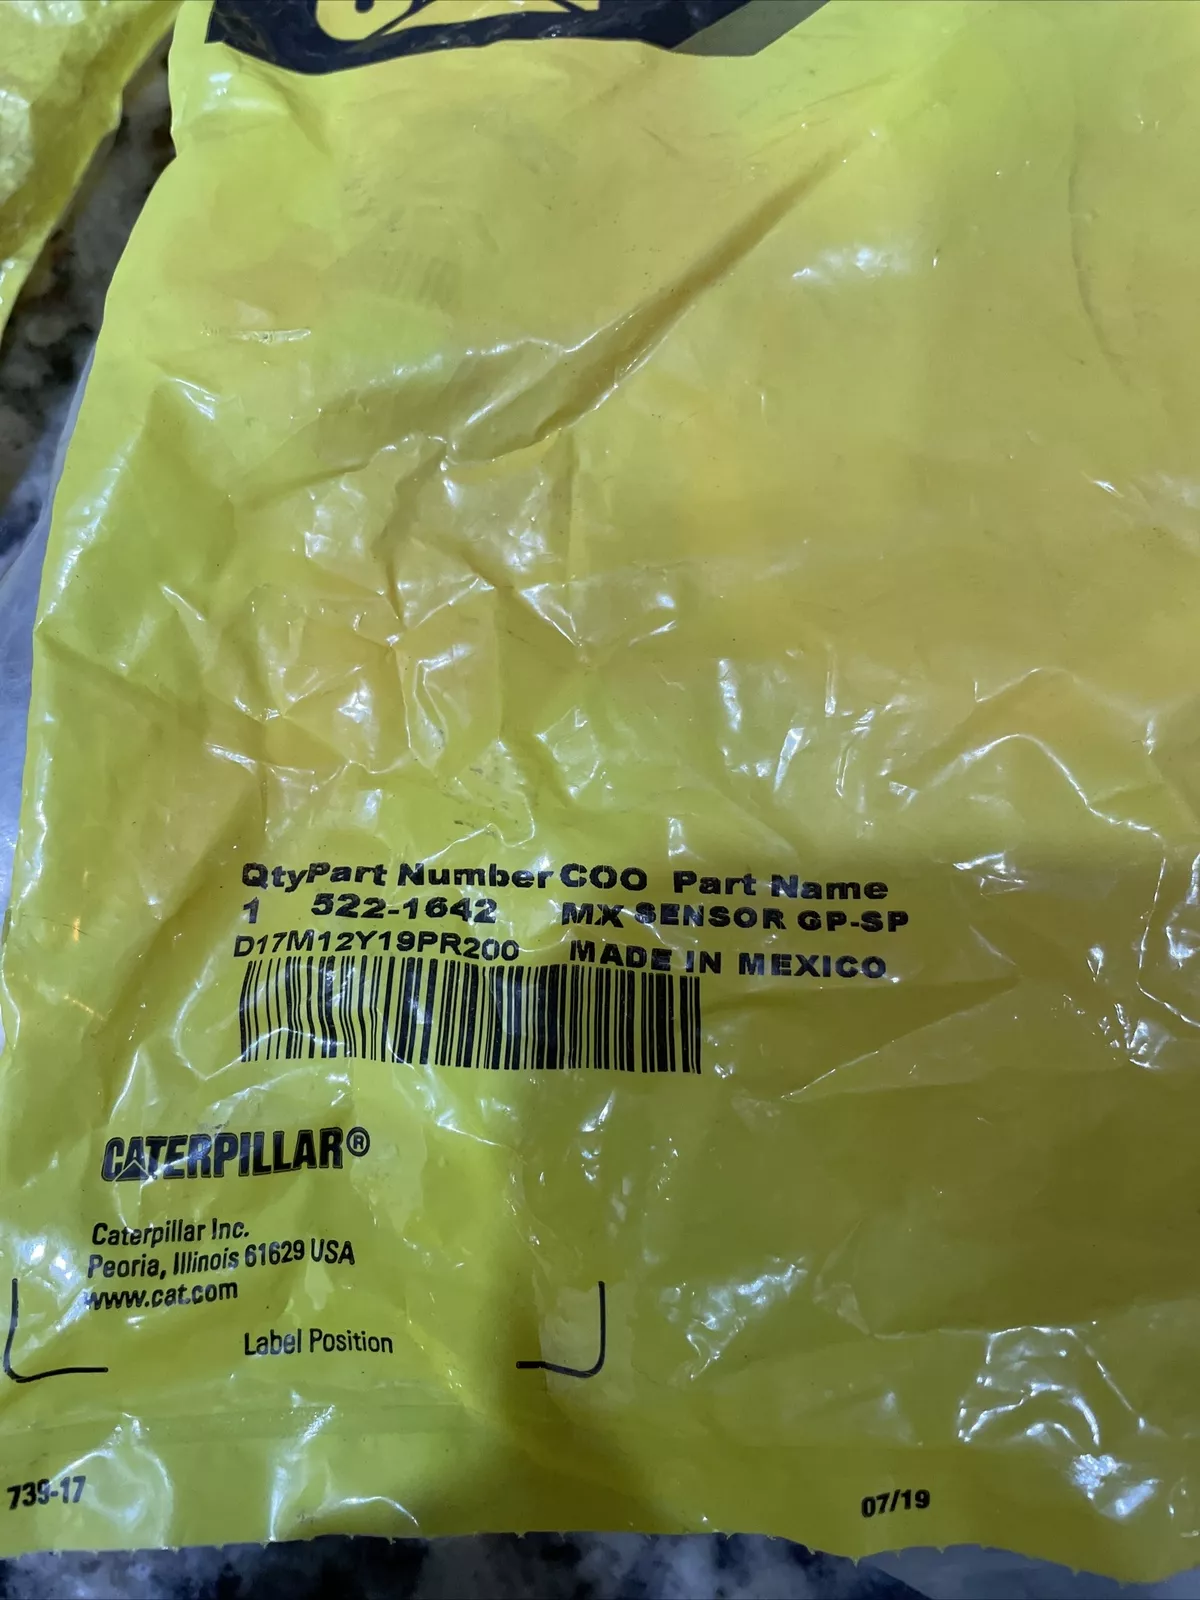 QtyPart Number COO Part Name
1 522-1642 MX SENSOR GP-SP
D17M12Y19PR200 MADE IN MEXICO
CATERPILLAR®
Caterpillar Inc.
Peoria, Illinois 61629 USA
www.cat.com
Label Position
739-17
07/19